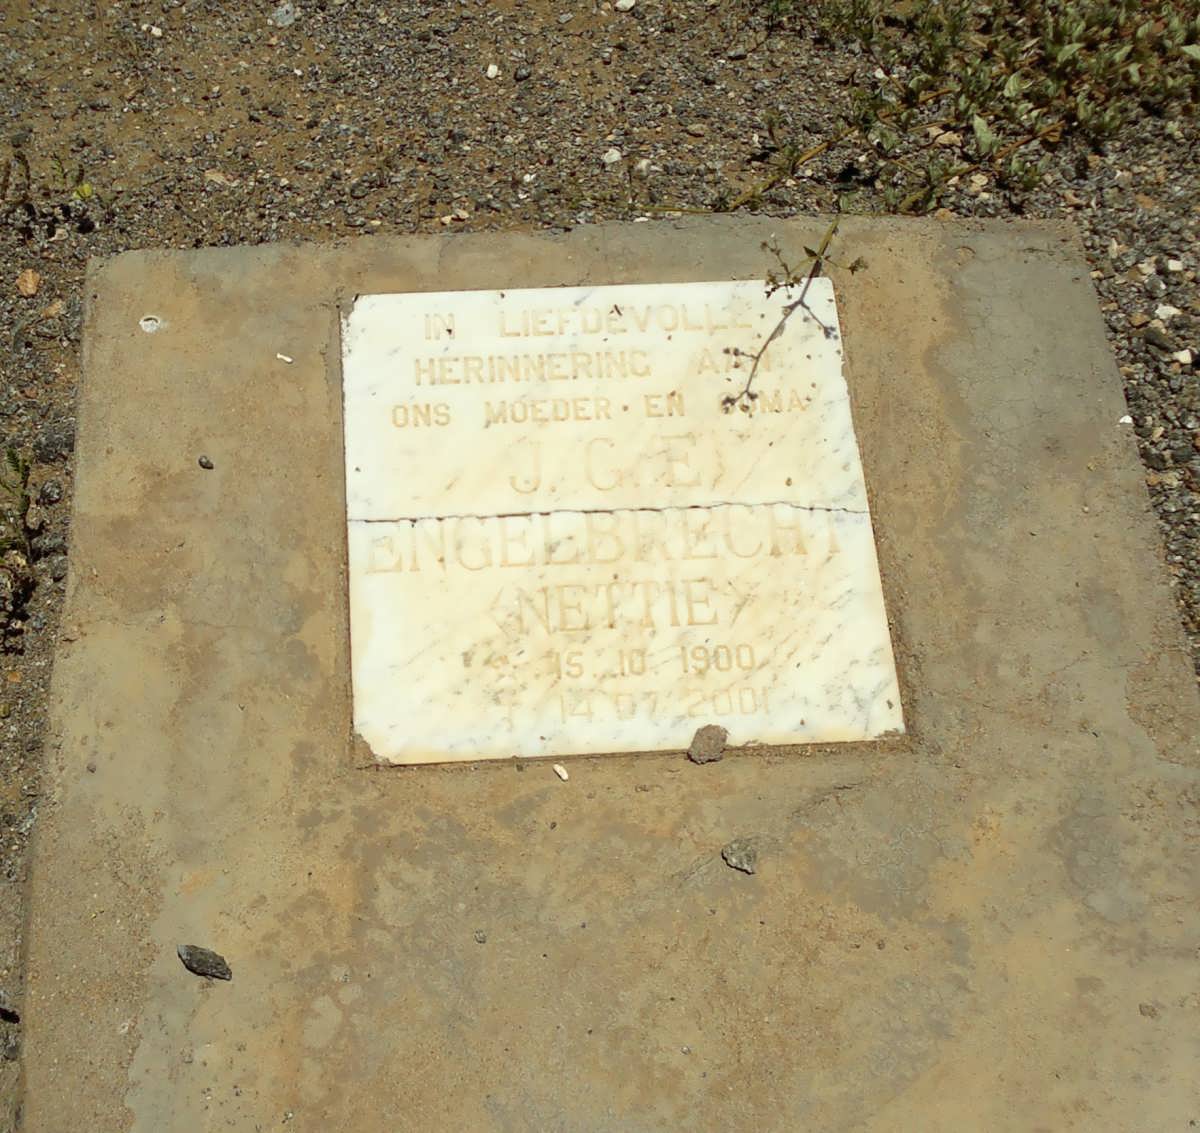 IN LIEFDEVOLLE
HERINNERING AAN
ONS MOEDER EN OUMA
J. G. E.
ENGELBRECHT
(NETTIE)
* 15. 10 1900
† 14 07 2001